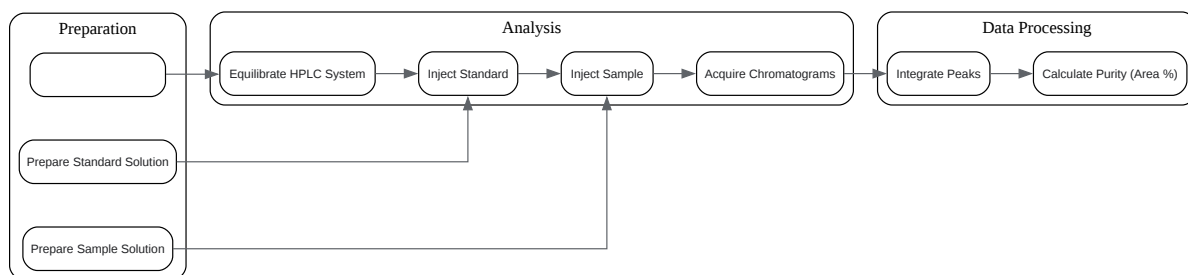 Preparation
Analysis
Data Processing
Equilibrate HPLC System
Inject Standard
Inject Sample
Acquire Chromatograms
Integrate Peaks
Calculate Purity (Area %)
Prepare Standard Solution
Prepare Sample Solution